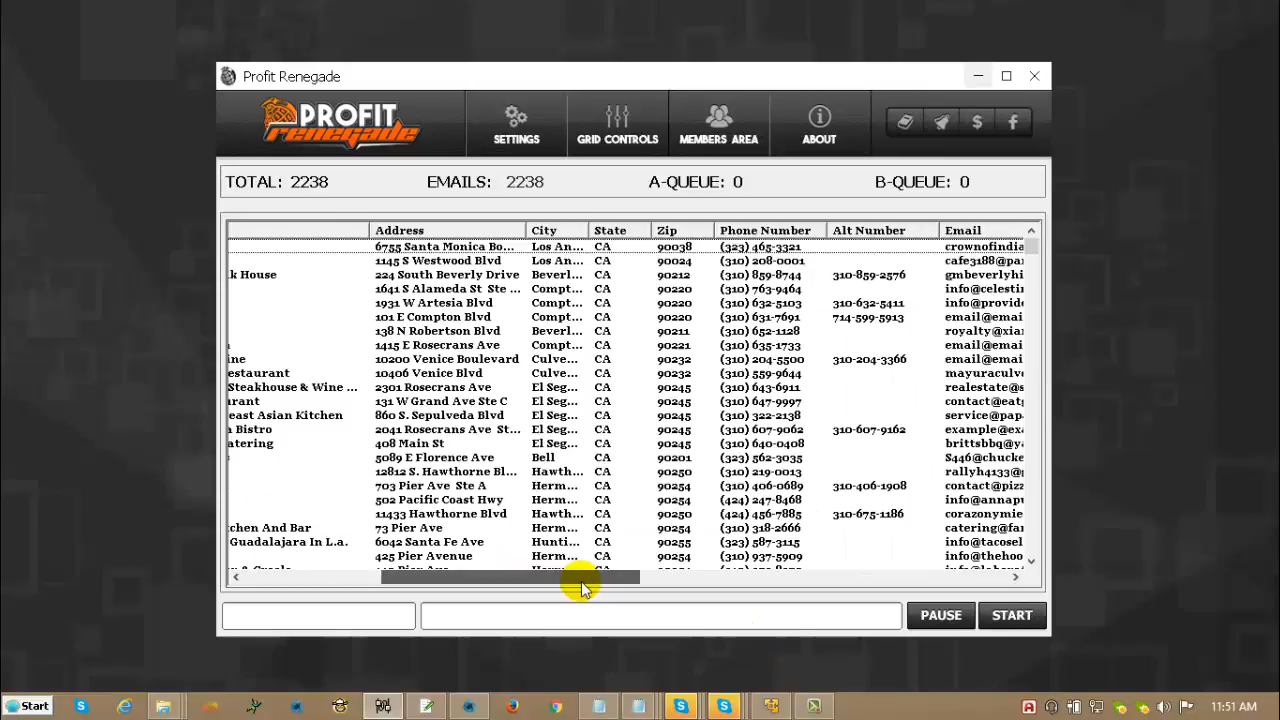 Profit Renegade
PROFIT
renegade
SETTINGS
GRID CONTROLS
MEMBERS AREA
ABOUT
TOTAL: 2238 EMAILS: 2238 A-QUEUE: 0 B-QUEUE: 0
Address City State Zip Phone Number Alt Number Email
6755 Santa Monica Bo... Los An... CA 90038 (323) 465-3321 crownofindia
1145 S Westwood Blvd Los An... CA 90024 (310) 208-0001 cafe3188@pa
k House 224 South Beverly Drive Beverl... CA 90212 (310) 859-8744 310-859-2576 gmbeverlyhi
1641 S Alameda St Ste ... Compt... CA 90220 (310) 763-9464 info@celestin
1931 W Artesia Blvd Compt... CA 90220 (310) 632-5103 310-632-5411 info@provide
101 E Compton Blvd Compt... CA 90220 (310) 631-7691 714-599-5913 email@emai
138 N Robertson Blvd Beverl... CA 90211 (310) 652-1128 royalty@xian
1415 E Rosecrans Ave Compt... CA 90221 (310) 635-1733 email@emai
ine 10200 Venice Boulevard Culve... CA 90232 (310) 204-5500 310-204-3366 email@emai
estaurant 10406 Venice Blvd Culve... CA 90232 (310) 559-9644 mayuraculv
Steakhouse & Wine ... 2301 Rosecrans Ave El Seg... CA 90245 (310) 643-6911 realestate@s
urant 131 W Grand Ave Ste C El Seg... CA 90245 (310) 647-9997 contact@eatg
east Asian Kitchen 860 S. Sepulveda Blvd El Seg... CA 90245 (310) 322-2138 service@pap
n Bistro 2041 Rosecrans Ave St... El Seg... CA 90245 (310) 607-9062 310-607-9162 example@ex
atering 408 Main St El Seg... CA 90245 (310) 640-0408 brittsbbq@y
5089 E Florence Ave Bell CA 90201 (323) 562-3035 S446@chucke
12812 S. Hawthorne Bl... Hawth... CA 90250 (310) 219-0013 rallyh4133@g
703 Pier Ave Ste A Herm... CA 90254 (310) 406-0689 310-406-1908 contact@pizz
502 Pacific Coast Hwy Herm... CA 90254 (424) 247-8468 info@annapu
11433 Hawthorne Blvd Hawth... CA 90250 (424) 456-7885 310-675-1186 corazonymie
tchen And Bar 73 Pier Ave Herm... CA 90254 (310) 318-2666 catering@fa
Guadalajara In L.a. 6042 Santa Fe Ave Hunti... CA 90255 (323) 587-3115 info@tacosel
425 Pier Avenue Herm... CA 90254 (310) 937-5909 info@thehoo
PAUSE
START
Start
11:51 AM